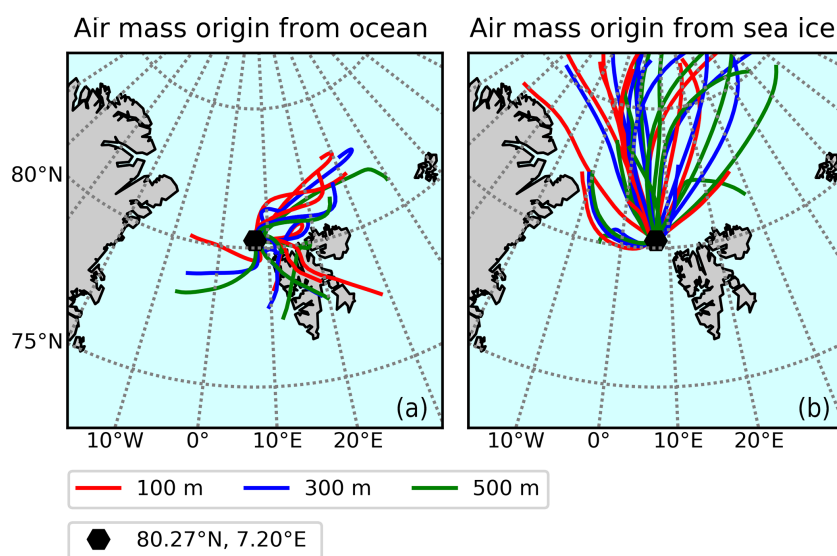 Air mass origin from ocean
Air mass origin from sea ice
80°N
75°N
(a)
(b)
10°W 0° 10°E 20°E
10°W 0° 10°E 20°E
100 m 300 m 500 m
80.27°N, 7.20°E